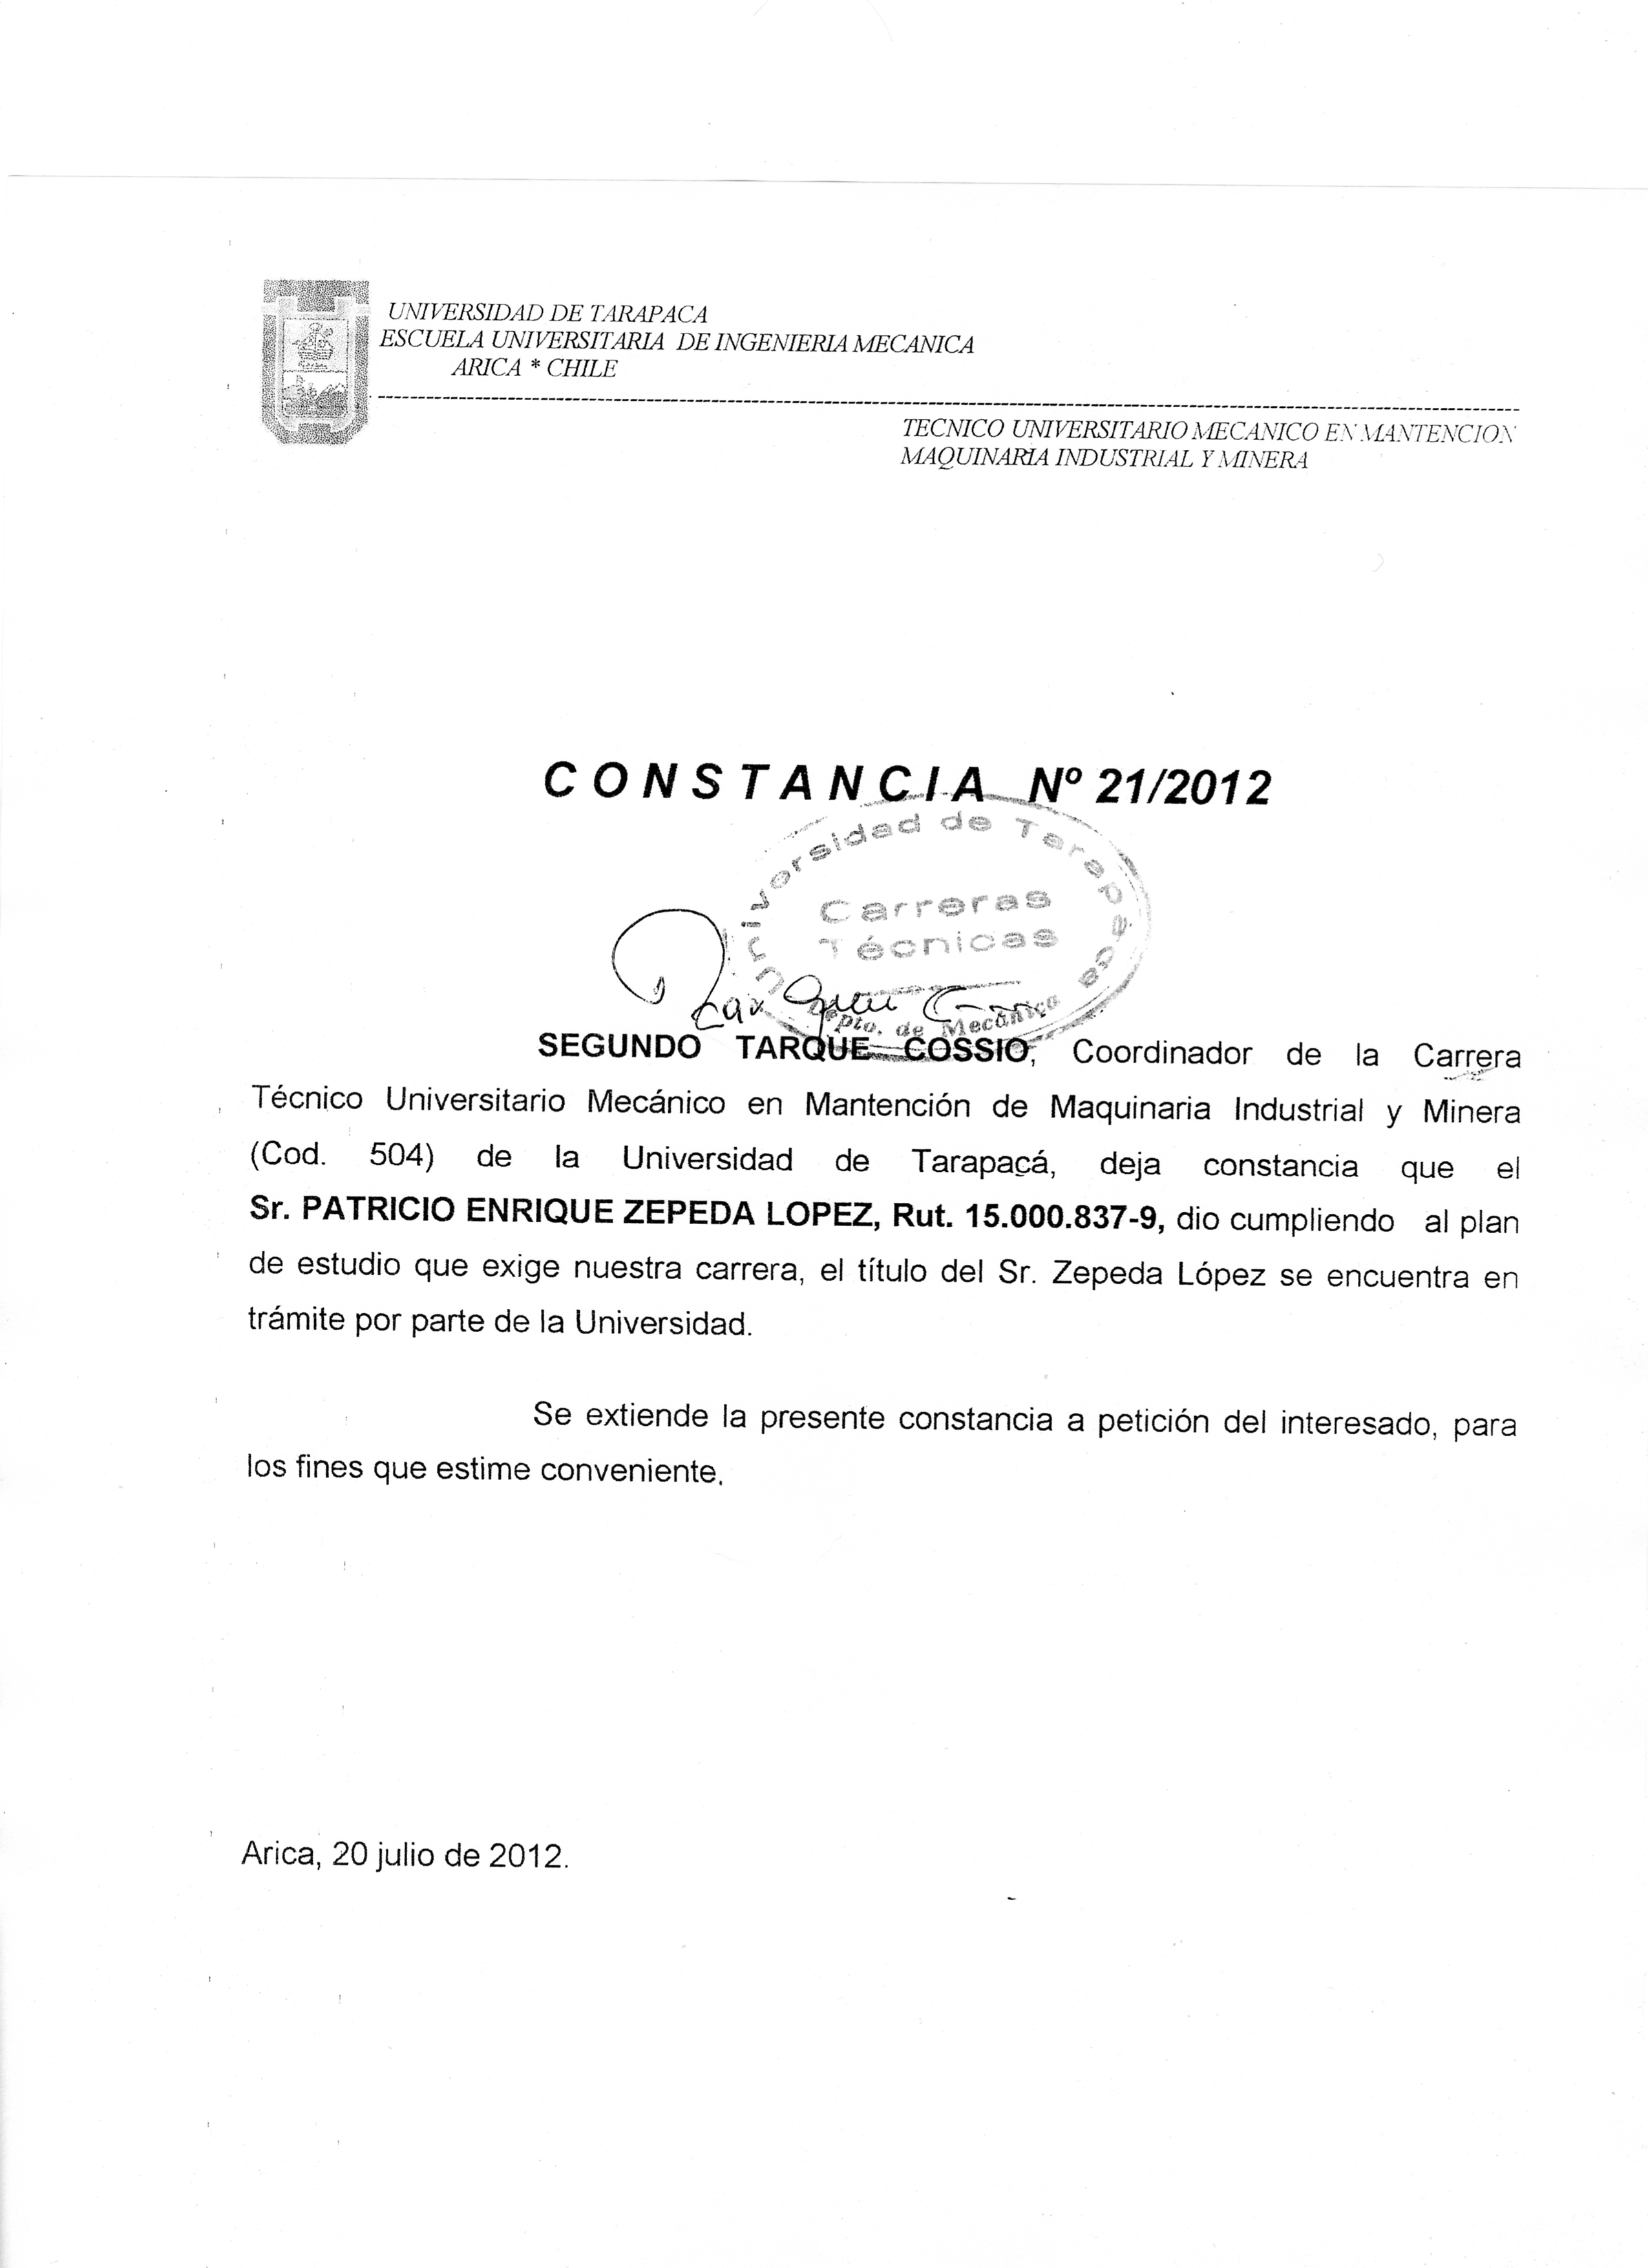 UNIVERSIDAD DE TARAPACA
ESCUELA UNIVERSITARIA DE INGENIERIA MECANICA
ARICA * CHILE
TECNICO UNIVERSITARIO MECANICO EN MANTENCION
MAQUINARIA INDUSTRIAL Y MINERA
CONSTANCIA Nº 21/2012
Universidad de Tarapacá
Carreras
Técnicas
Depto. de Mecánica
SEGUNDO TARQUE COSSIO, Coordinador de la Carrera
Técnico Universitario Mecánico en Mantención de Maquinaria Industrial y Minera
(Cod. 504) de la Universidad de Tarapacá, deja constancia que el
Sr. PATRICIO ENRIQUE ZEPEDA LOPEZ, Rut. 15.000.837-9, dio cumpliendo al plan
de estudio que exige nuestra carrera, el título del Sr. Zepeda López se encuentra en
trámite por parte de la Universidad.
Se extiende la presente constancia a petición del interesado, para
los fines que estime conveniente.
Arica, 20 julio de 2012.